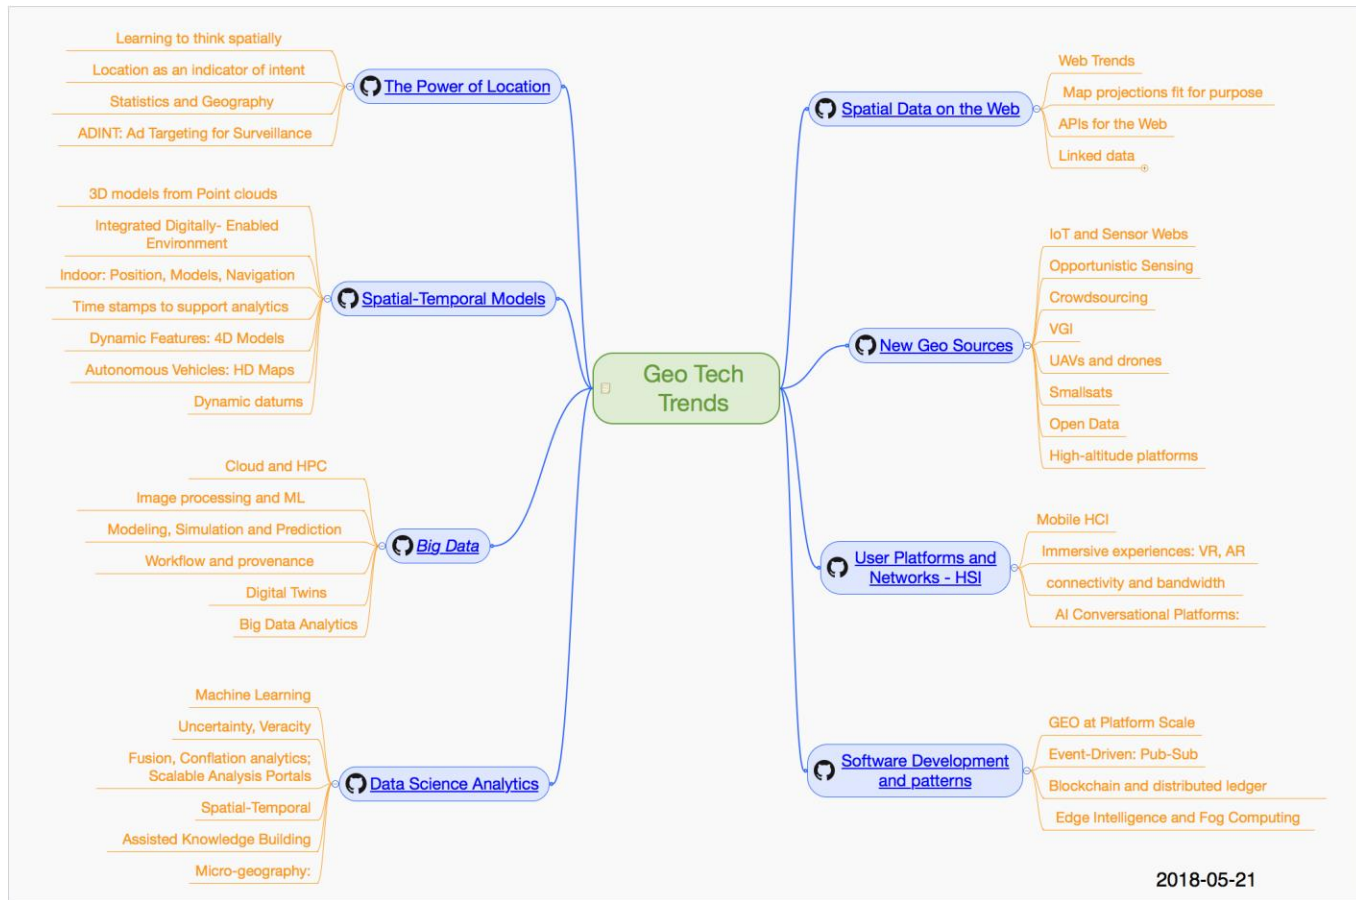 Geo Tech
Trends
The Power of Location
Learning to think spatially
Location as an indicator of intent
Statistics and Geography
ADINT: Ad Targeting for Surveillance
Spatial-Temporal Models
3D models from Point clouds
Integrated Digitally- Enabled
Environment
Indoor: Position, Models, Navigation
Time stamps to support analytics
Dynamic Features: 4D Models
Autonomous Vehicles: HD Maps
Dynamic datums
Big Data
Cloud and HPC
Image processing and ML
Modeling, Simulation and Prediction
Workflow and provenance
Digital Twins
Big Data Analytics
Data Science Analytics
Machine Learning
Uncertainty, Veracity
Fusion, Conflation analytics;
Scalable Analysis Portals
Spatial-Temporal
Assisted Knowledge Building
Micro-geography:
Spatial Data on the Web
Web Trends
Map projections fit for purpose
APIs for the Web
Linked data
New Geo Sources
IoT and Sensor Webs
Opportunistic Sensing
Crowdsourcing
VGI
UAVs and drones
Smallsats
Open Data
High-altitude platforms
User Platforms and
Networks - HSI
Mobile HCI
Immersive experiences: VR, AR
connectivity and bandwidth
AI Conversational Platforms:
Software Development
and patterns
GEO at Platform Scale
Event-Driven: Pub-Sub
Blockchain and distributed ledger
Edge Intelligence and Fog Computing
2018-05-21